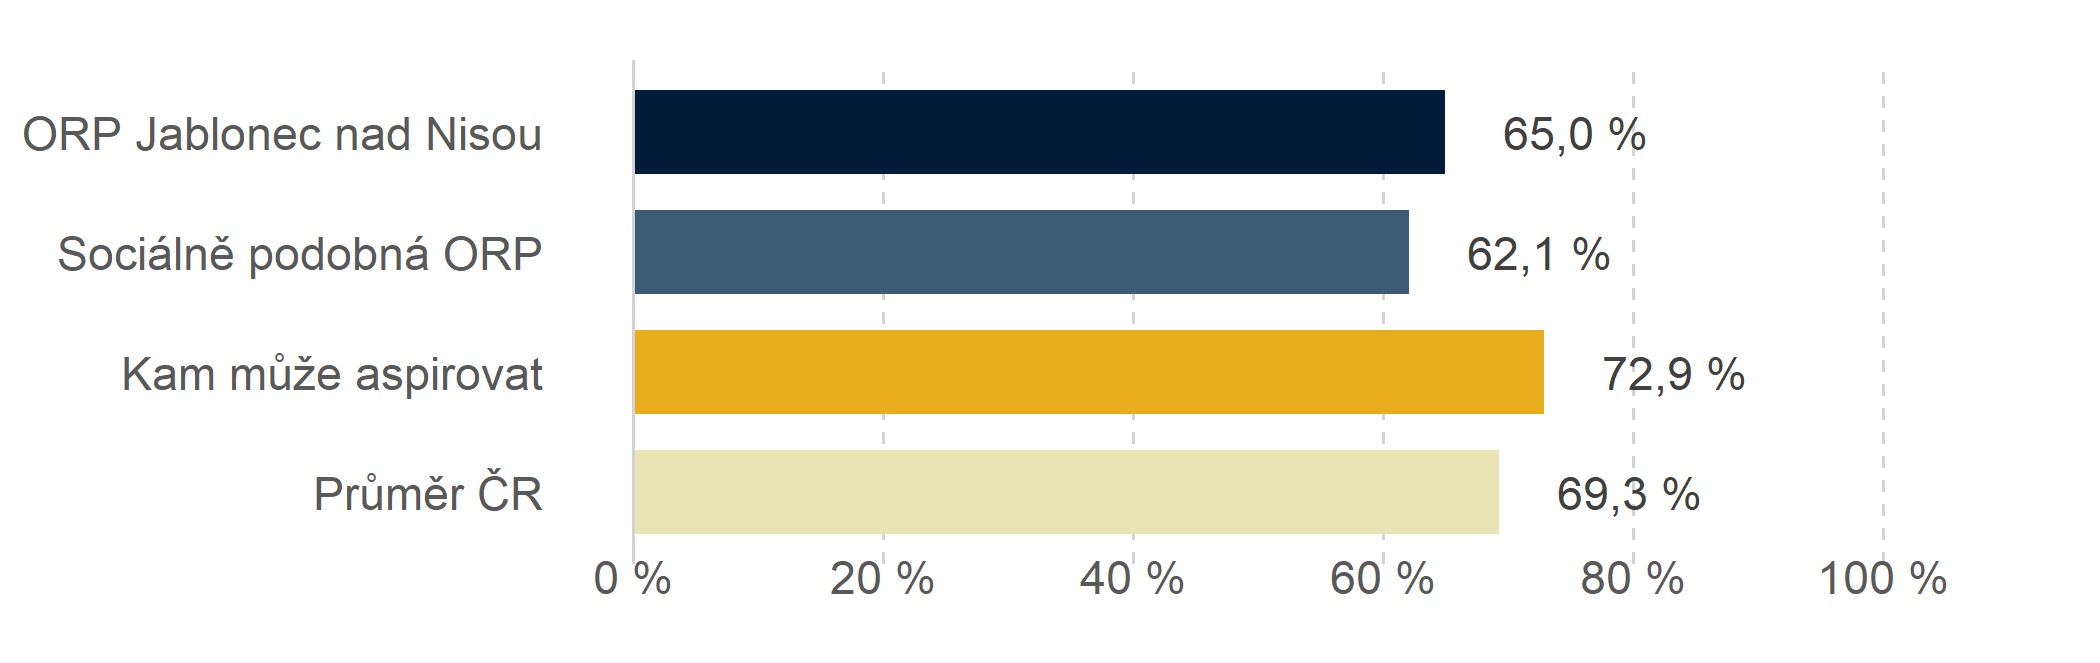 ORP Jablonec nad Nisou
65,0 %
Sociálně podobná ORP
62,1 %
Kam může aspirovat
72,9 %
Průměr ČR
69,3 %
0 % 20 % 40 % 60 % 80 % 100 %